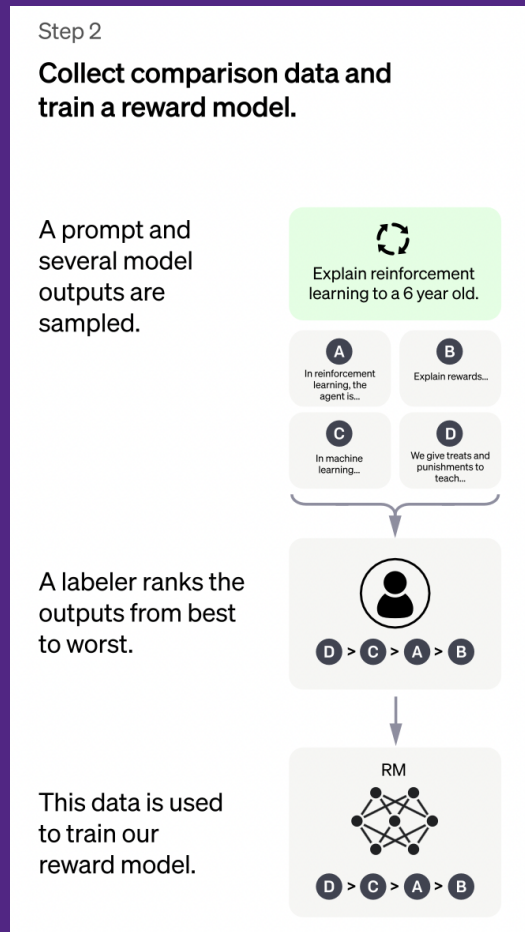 Step 2
Collect comparison data and
train a reward model.
A prompt and
several model
outputs are
sampled.
Explain reinforcement
learning to a 6 year old.
A
In reinforcement
learning, the
agent is...
B
Explain rewards...
C
In machine
learning...
D
We give treats and
punishments to
teach...
A labeler ranks the
outputs from best
to worst.
D > C > A > B
This data is used
to train our
reward model.
RM
D > C > A > B